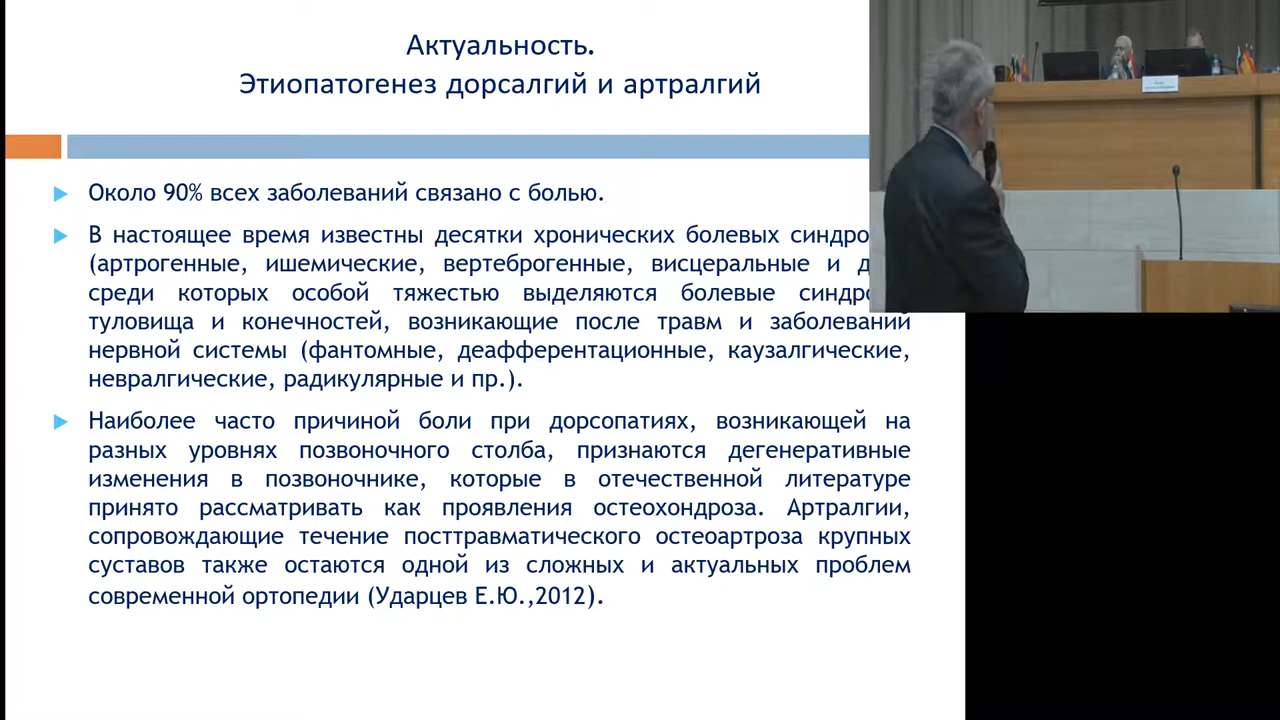 Актуальность.
Этиопатогенез дорсалгий и артралгий
Около 90% всех заболеваний связано с болью.
В настоящее время известны десятки хронических болевых
(артрогенные, ишемические, вертеброгенные, висцеральные и
среди которых особой тяжестью выделяются болевые
туловища и конечностей, возникающие после травм и заболеваний
нервной системы (фантомные, деафферентационные, каузалгические,
невралгические, радикулярные и пр.).
Наиболее часто причиной боли при дорсопатиях, возникающей на
разных уровнях позвоночного столба, признаются дегенеративные
изменения в позвоночнике, которые в отечественной литературе
принято рассматривать как проявления остеохондроза. Артралгии,
сопровождающие течение посттравматического остеоартроза крупных
суставов также остаются одной из сложных и актуальных проблем
современной ортопедии (Ударцев Е.Ю.,2012).